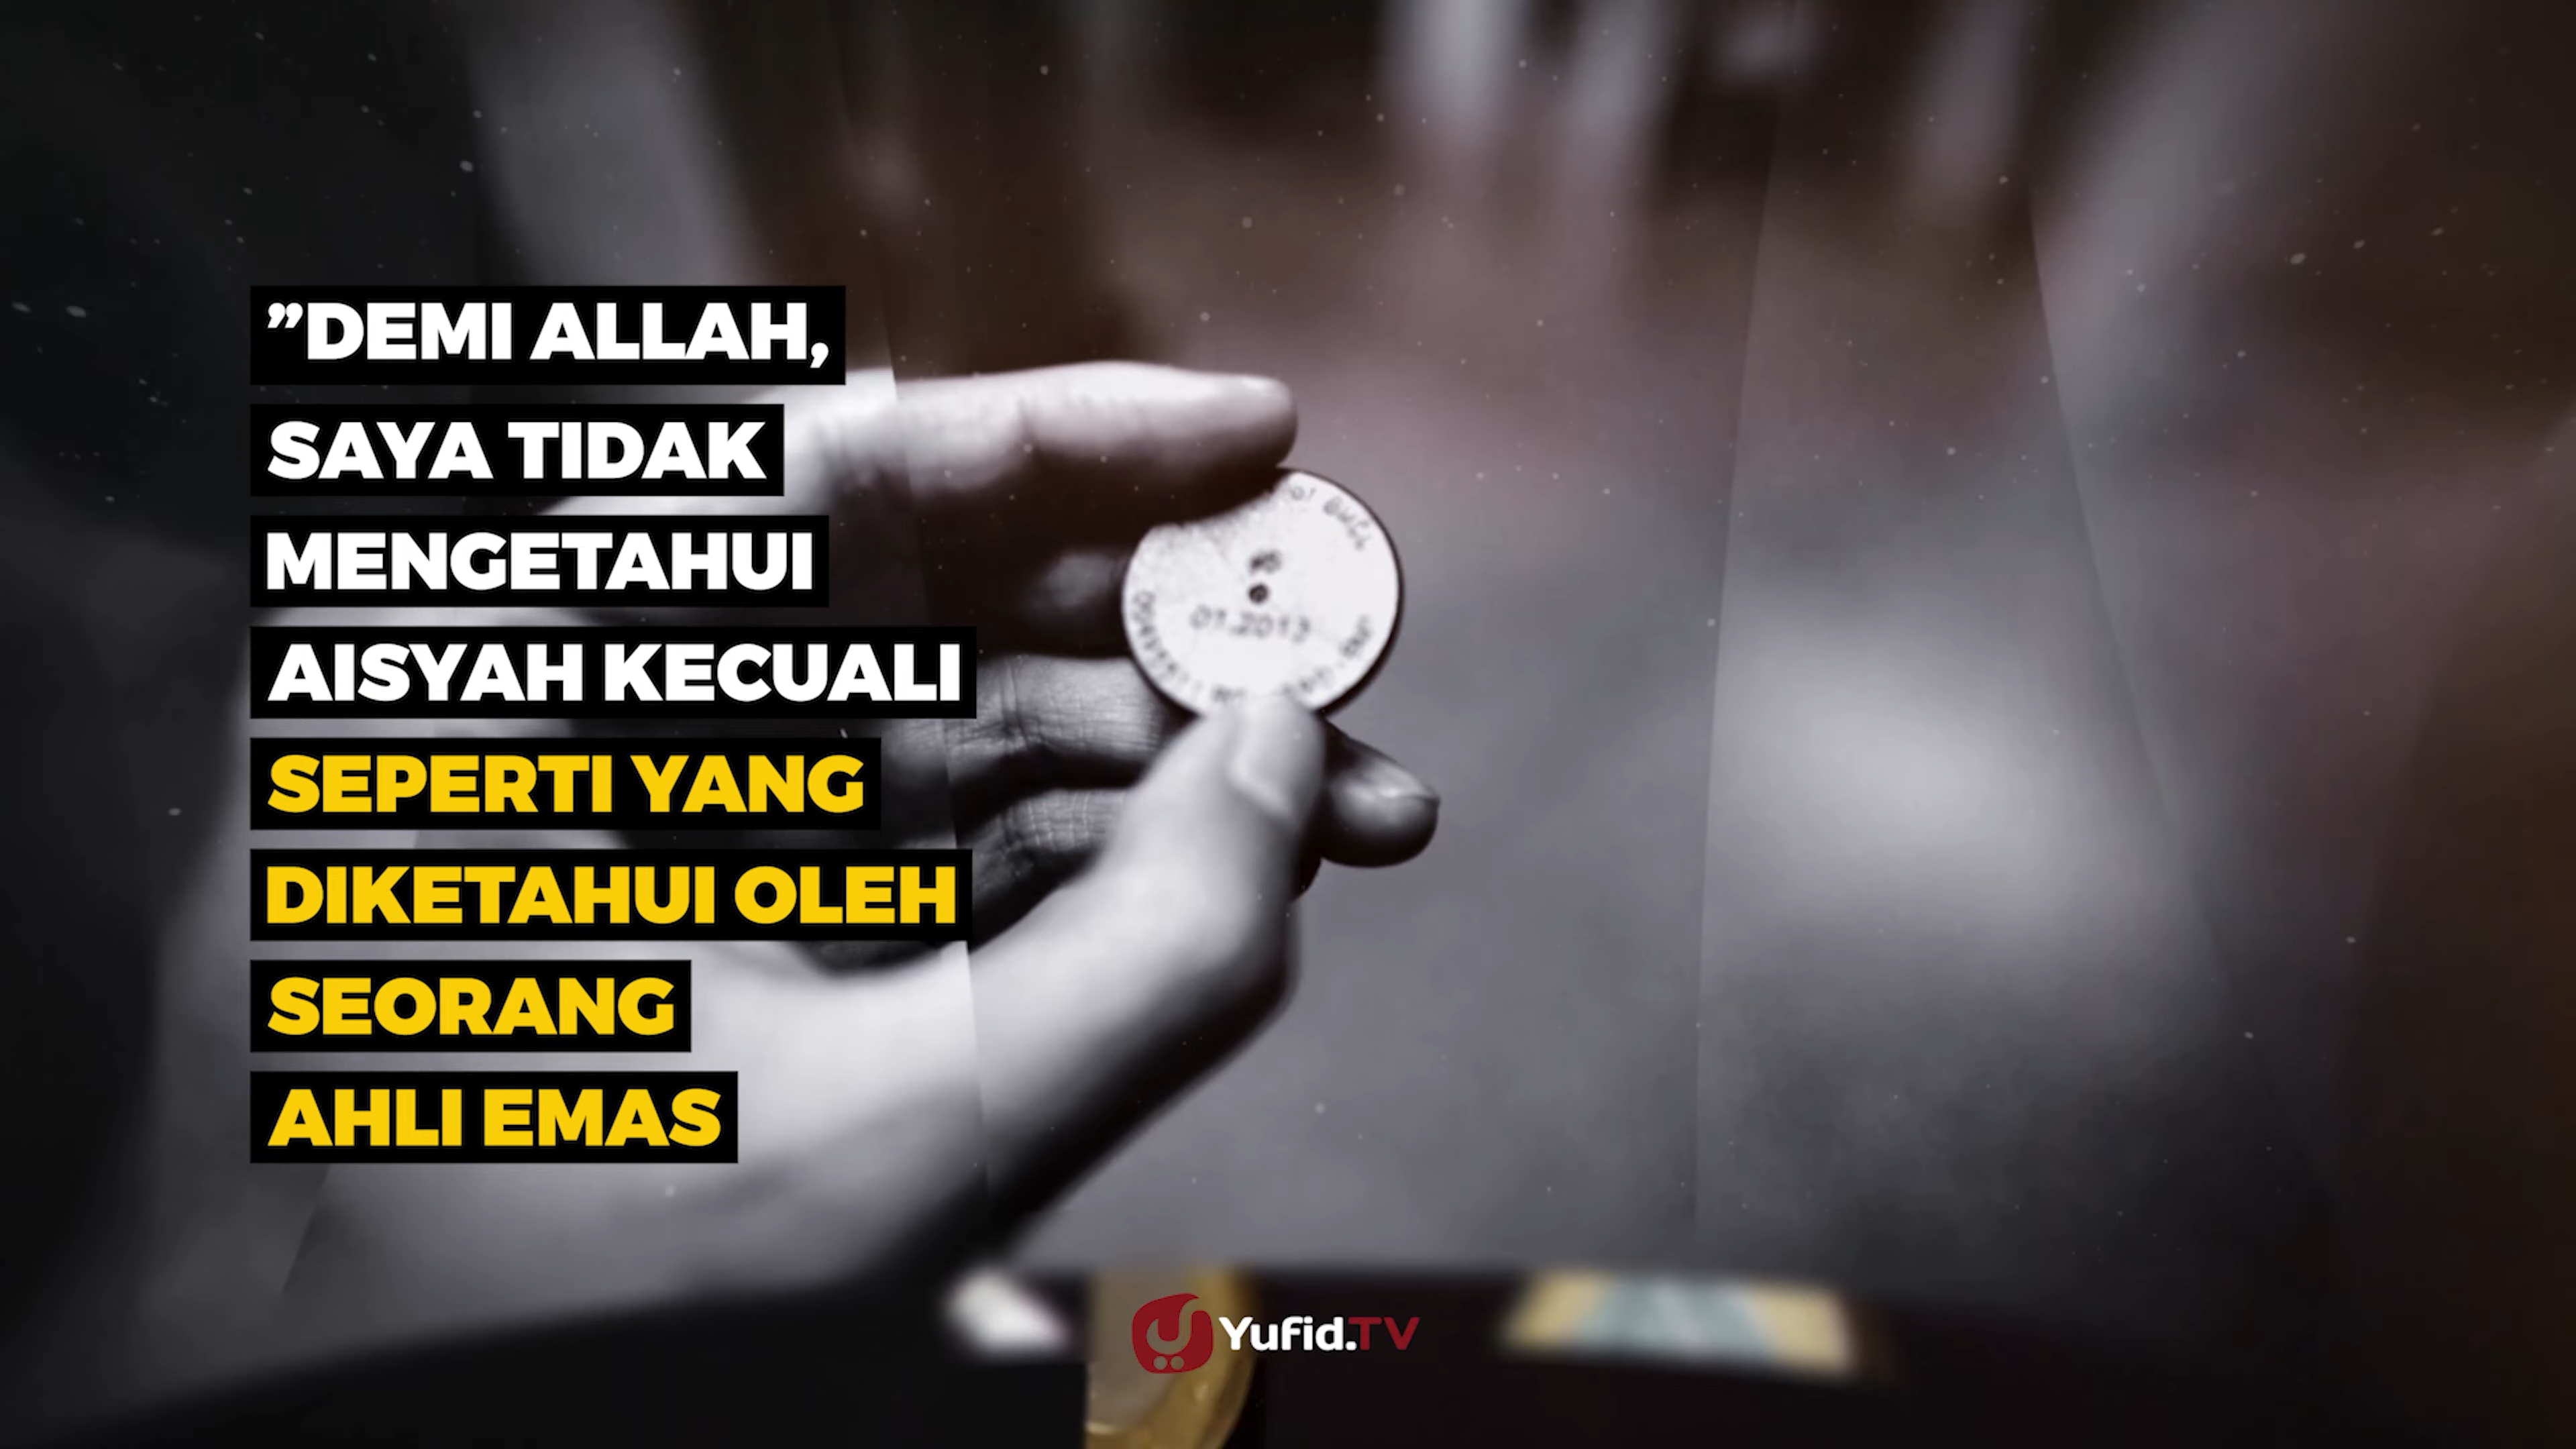 ”DEMI ALLAH,
SAYA TIDAK
MENGETAHUI
AISYAH KECUALI
SEPERTI YANG
DIKETAHUI OLEH
SEORANG
AHLI EMAS
01.2013
Yufid.TV